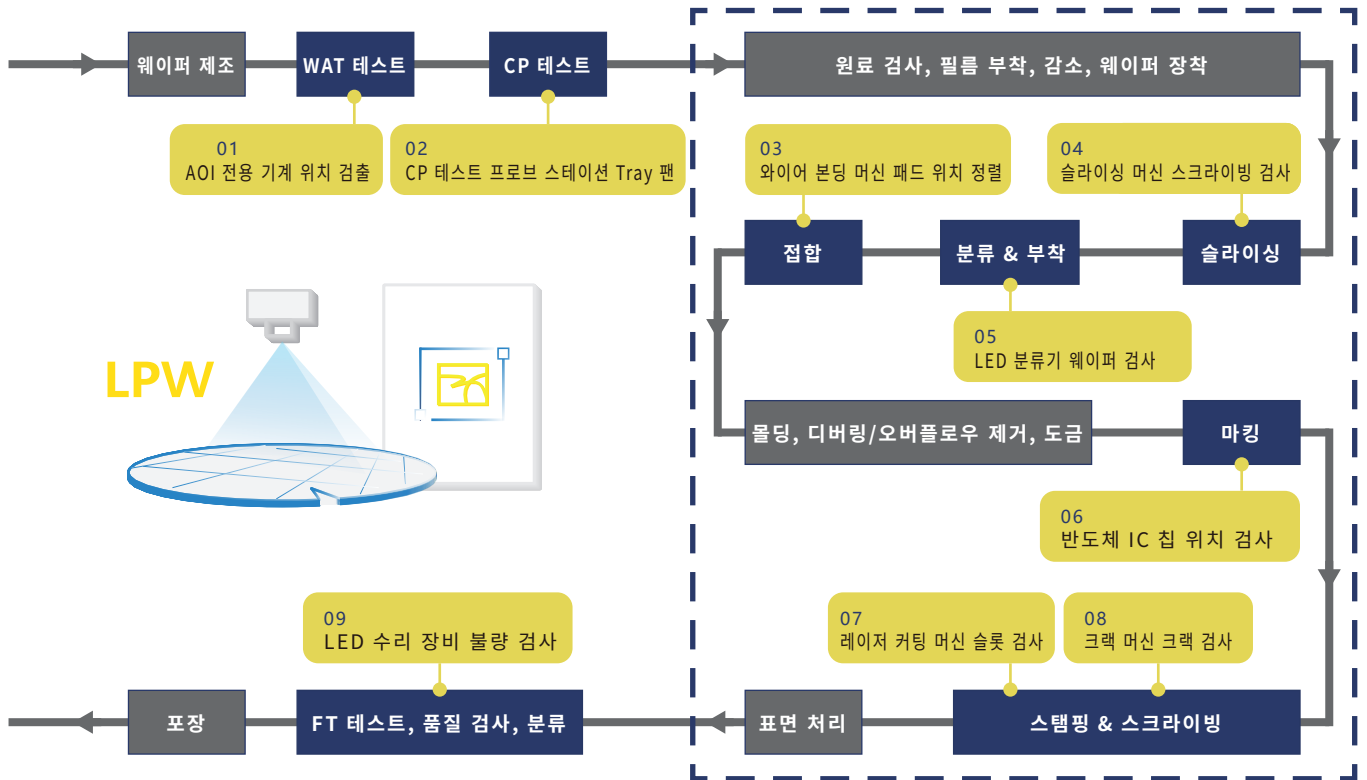 웨이퍼 제조
WAT 테스트
CP 테스트
원료 검사, 필름 부착, 감소, 웨이퍼 장착
01
AOI 전용 기계 위치 검출
02
CP 테스트 프로브 스테이션 Tray 팬
03
와이어 본딩 머신 패드 위치 정렬
04
슬라이싱 머신 스크라이빙 검사
접합
분류 & 부착
슬라이싱
05
LED 분류기 웨이퍼 검사
LPW
몰딩, 디버링/오버플로우 제거, 도금
마킹
06
반도체 IC 칩 위치 검사
07
레이저 커팅 머신 슬롯 검사
08
크랙 머신 크랙 검사
09
LED 수리 장비 불량 검사
포장
FT 테스트, 품질 검사, 분류
표면 처리
스탬핑 & 스크라이빙